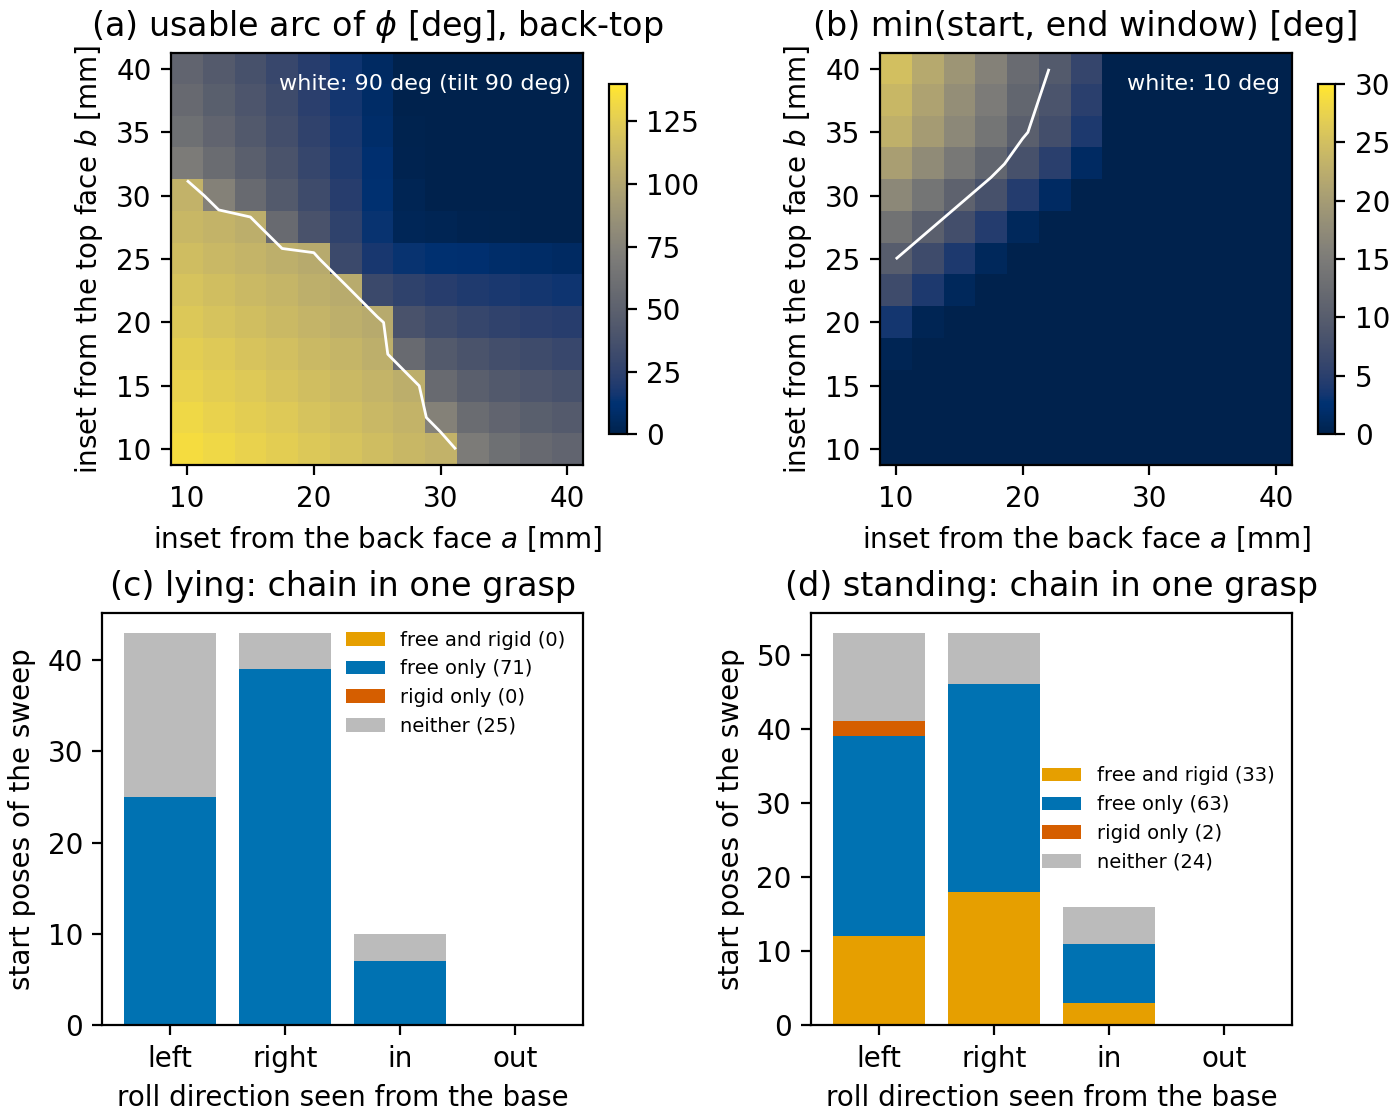 (a) usable arc of ϕ [deg], back-top
white: 90 deg (tilt 90 deg)
inset from the top face b [mm]
40
35
30
25
20
15
10
10 20 30 40
inset from the back face a [mm]
125
100
75
50
25
0
(b) min(start, end window) [deg]
white: 10 deg
inset from the top face b [mm]
40
35
30
25
20
15
10
10 20 30 40
inset from the back face a [mm]
30
25
20
15
10
5
0
(c) lying: chain in one grasp
start poses of the sweep
40
30
20
10
0
free and rigid (0)
free only (71)
rigid only (0)
neither (25)
left right in out
roll direction seen from the base
(d) standing: chain in one grasp
start poses of the sweep
50
40
30
20
10
0
free and rigid (33)
free only (63)
rigid only (2)
neither (24)
left right in out
roll direction seen from the base